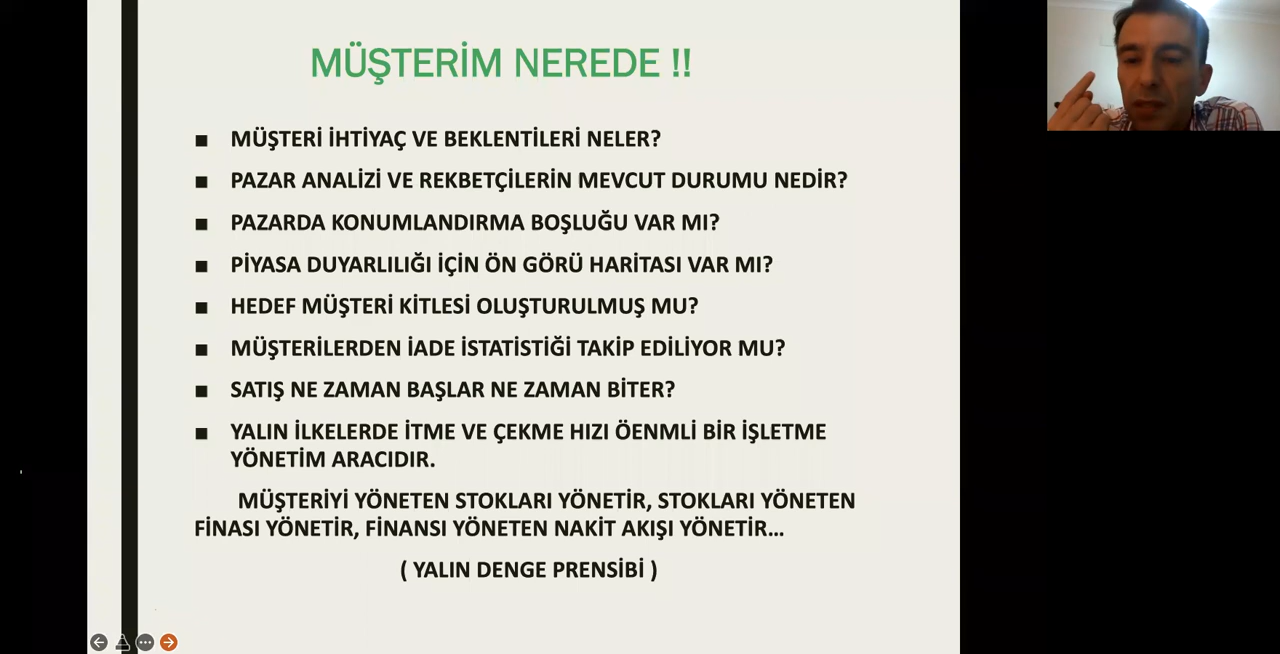 MÜŞTERİM NEREDE !!
■ MÜŞTERİ İHTİYAÇ VE BEKLENTİLERİ NELER?
■ PAZAR ANALİZİ VE REKBETÇİLERİN MEVCUT DURUMU NEDİR?
■ PAZARDA KONUMLANDIRMA BOŞLUĞU VAR MI?
■ PİYASA DUYARLILIĞI İÇİN ÖN GÖRÜ HARİTASI VAR MI?
■ HEDEF MÜŞTERİ KİTLESİ OLUŞTURULMUŞ MU?
■ MÜŞTERİLERDEN İADE İSTATİSTİĞİ TAKİP EDİLİYOR MU?
■ SATIŞ NE ZAMAN BAŞLAR NE ZAMAN BİTER?
■ YALIN İLKELERDE İTME VE ÇEKME HIZI ÖENMLİ BİR İŞLETME
YÖNETİM ARACIDIR.
MÜŞTERİYİ YÖNETEN STOKLARI YÖNETİR, STOKLARI YÖNETEN
FİNASI YÖNETİR, FİNANSI YÖNETEN NAKİT AKIŞI YÖNETİR...
( YALIN DENGE PRENSİBİ )